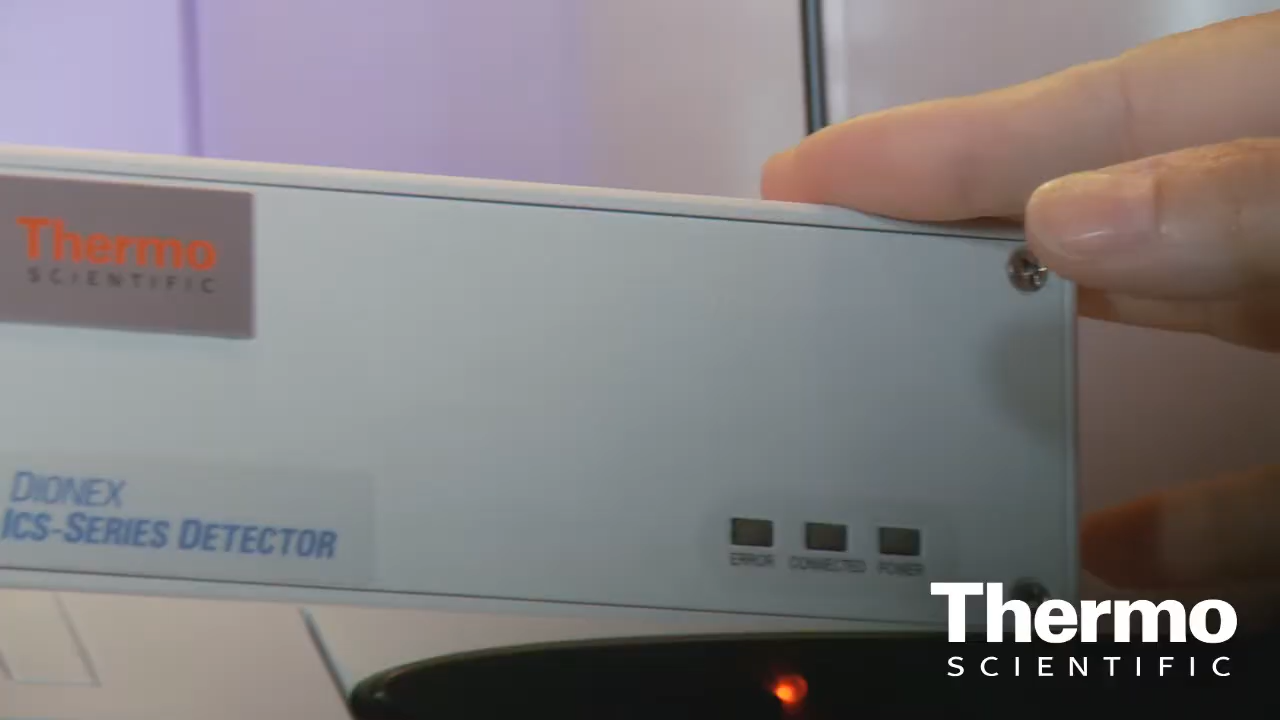 Thermo
SCIENTIFIC
DIONEX
ICS-SERIES DETECTOR
ERROR CONNECTED POWER
Thermo
SCIENTIFIC